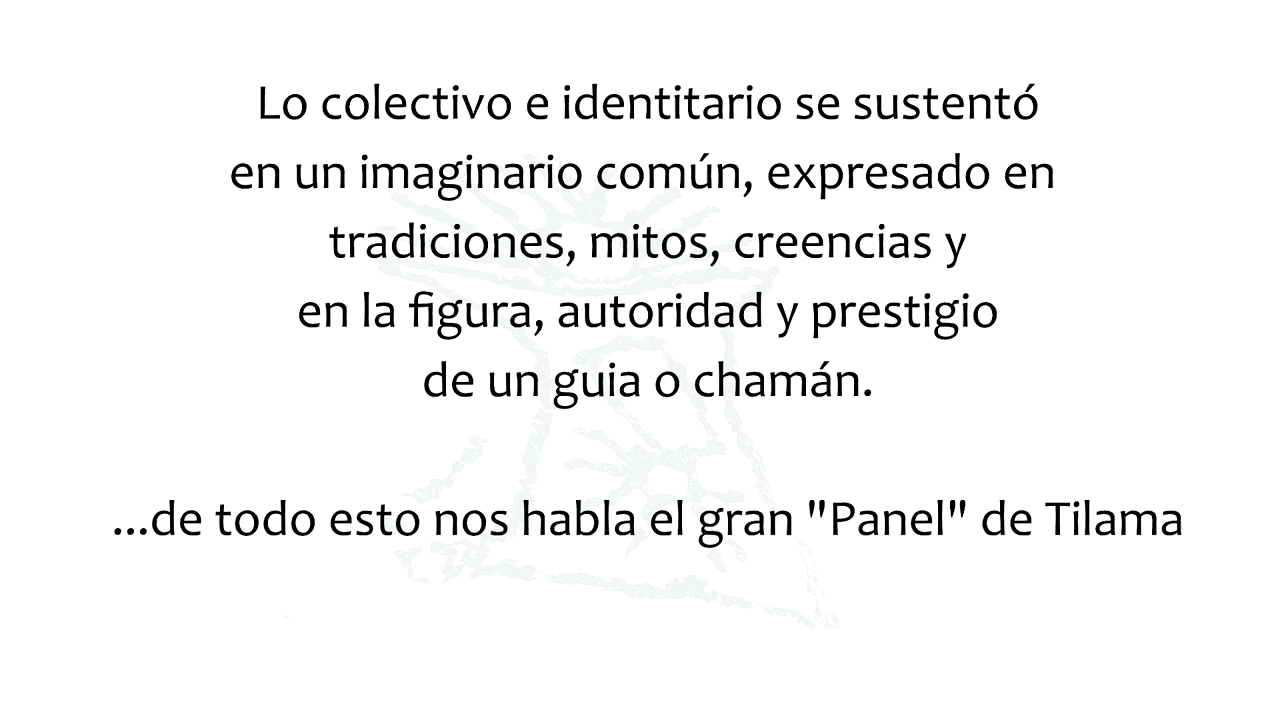 Lo colectivo e identitario se sustentó
en un imaginario común, expresado en
tradiciones, mitos, creencias y
en la figura, autoridad y prestigio
de un guia o chamán.
...de todo esto nos habla el gran "Panel" de Tilama